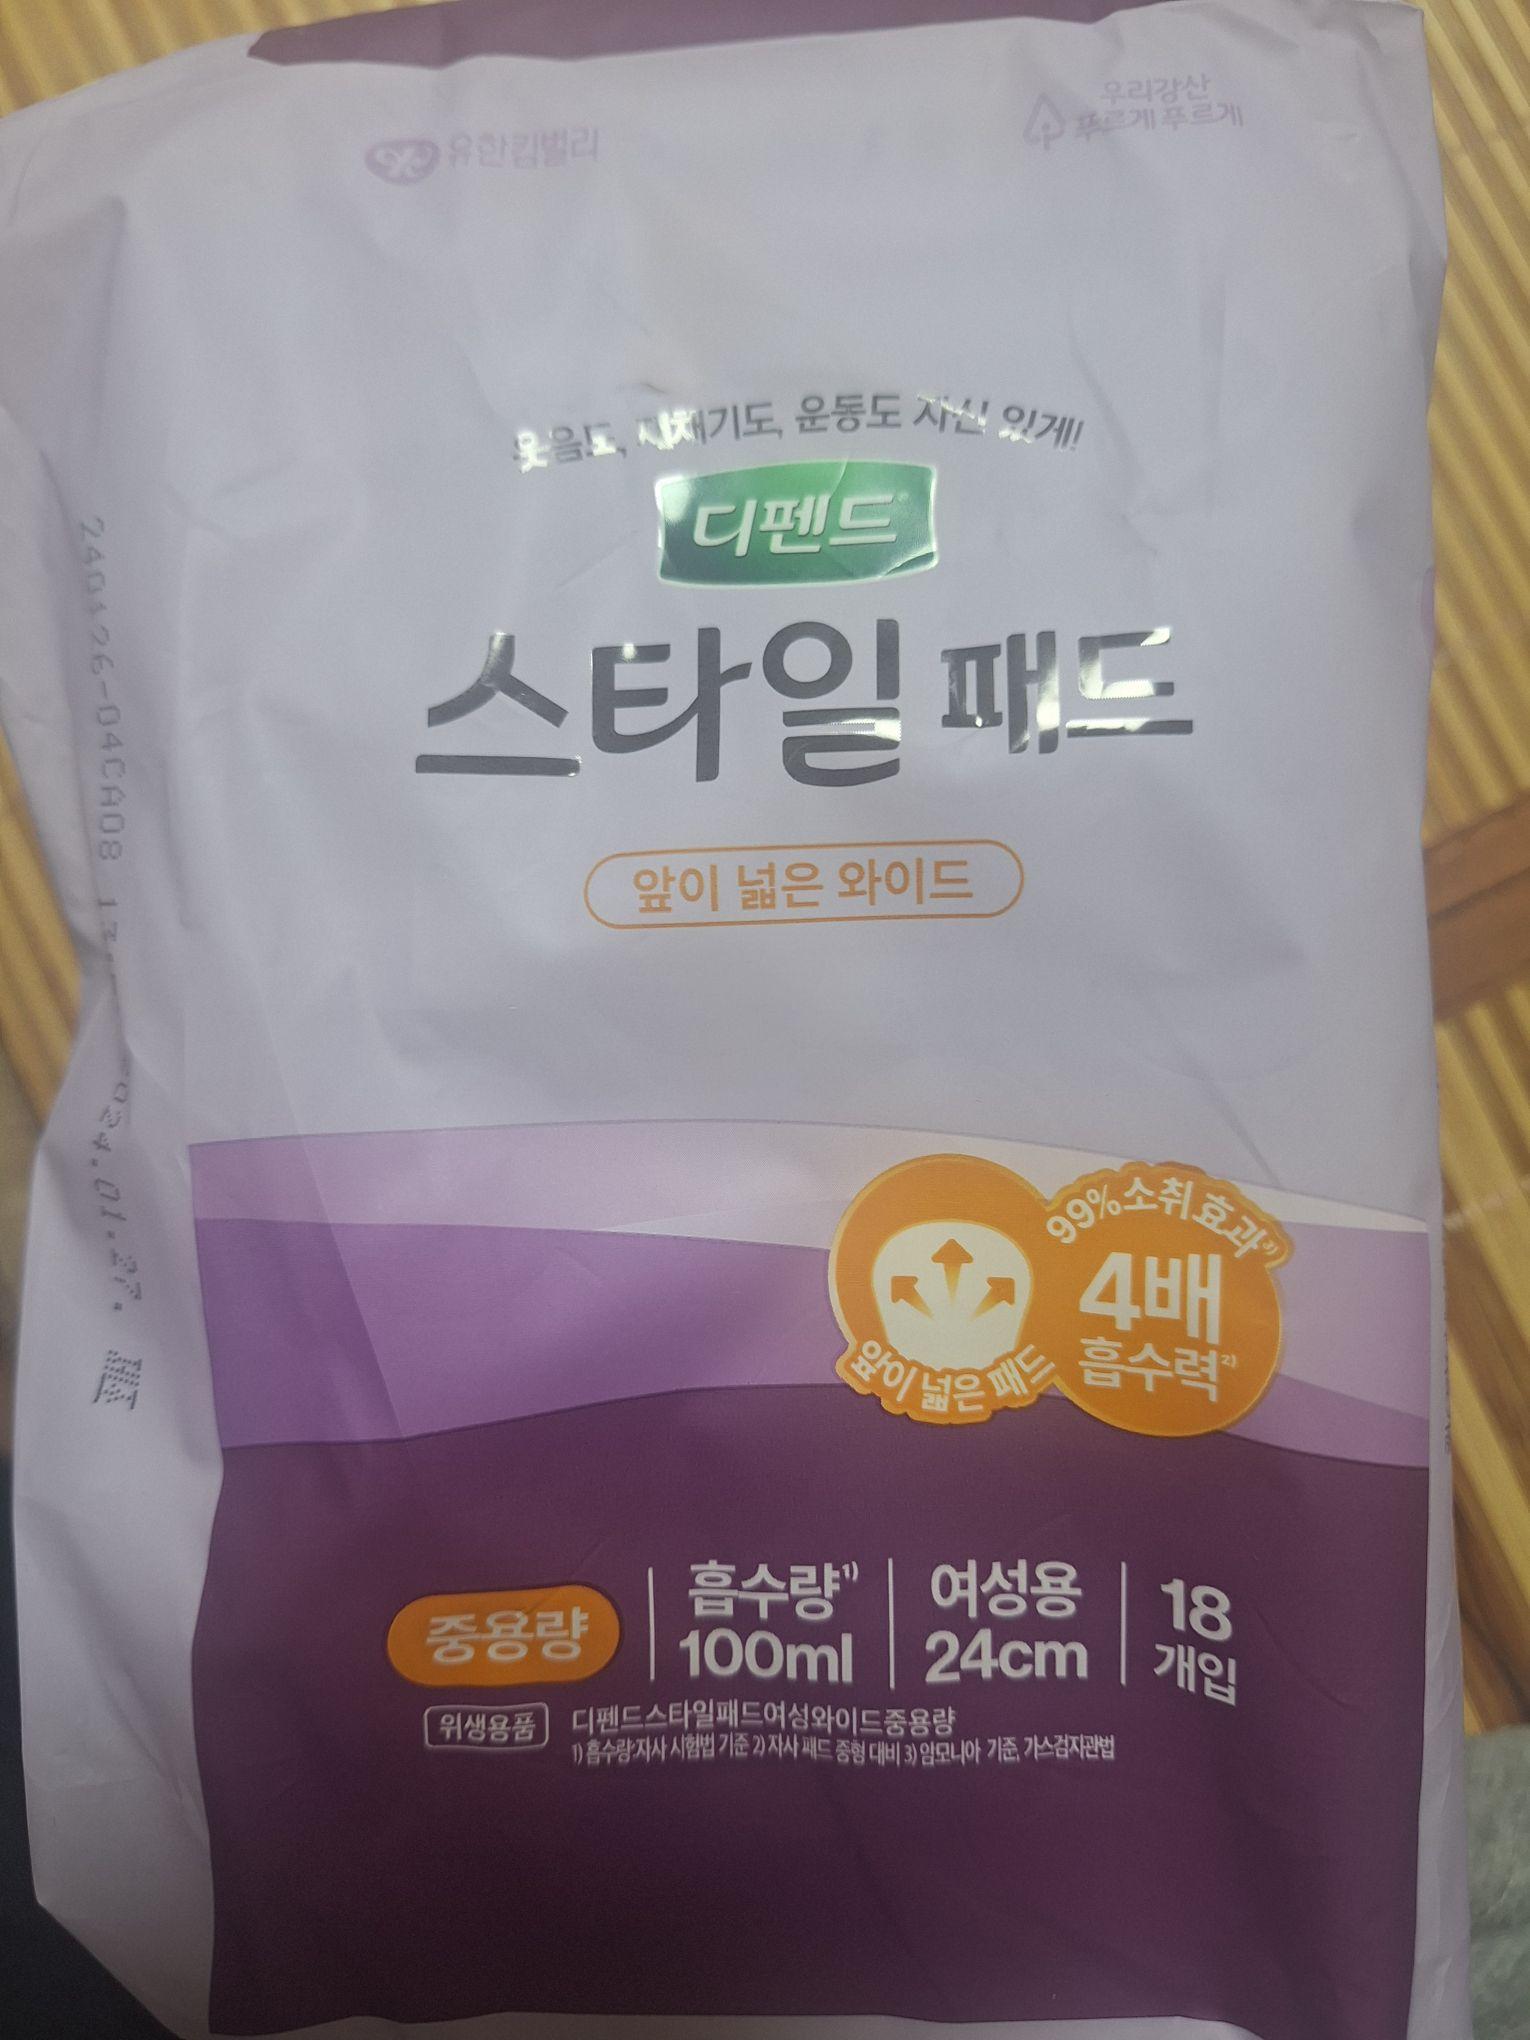 유한킴벌리
우리강산
푸르게 푸르게
웃음도, 재채기도, 운동도 자신 있게!
디펜드
스타일 패드
앞이 넓은 와이드
240126-04CA08
99%소취효과3)
4배
흡수력2)
앞이 넓은 패드
중용량
흡수량1)
100ml
여성용
24cm
18
개입
위생용품 디펜드스타일패드여성와이드중용량
1) 흡수량:자사 시험법 기준 2) 자사 패드 중형 대비 3) 암모니아 기준, 가스검지관법